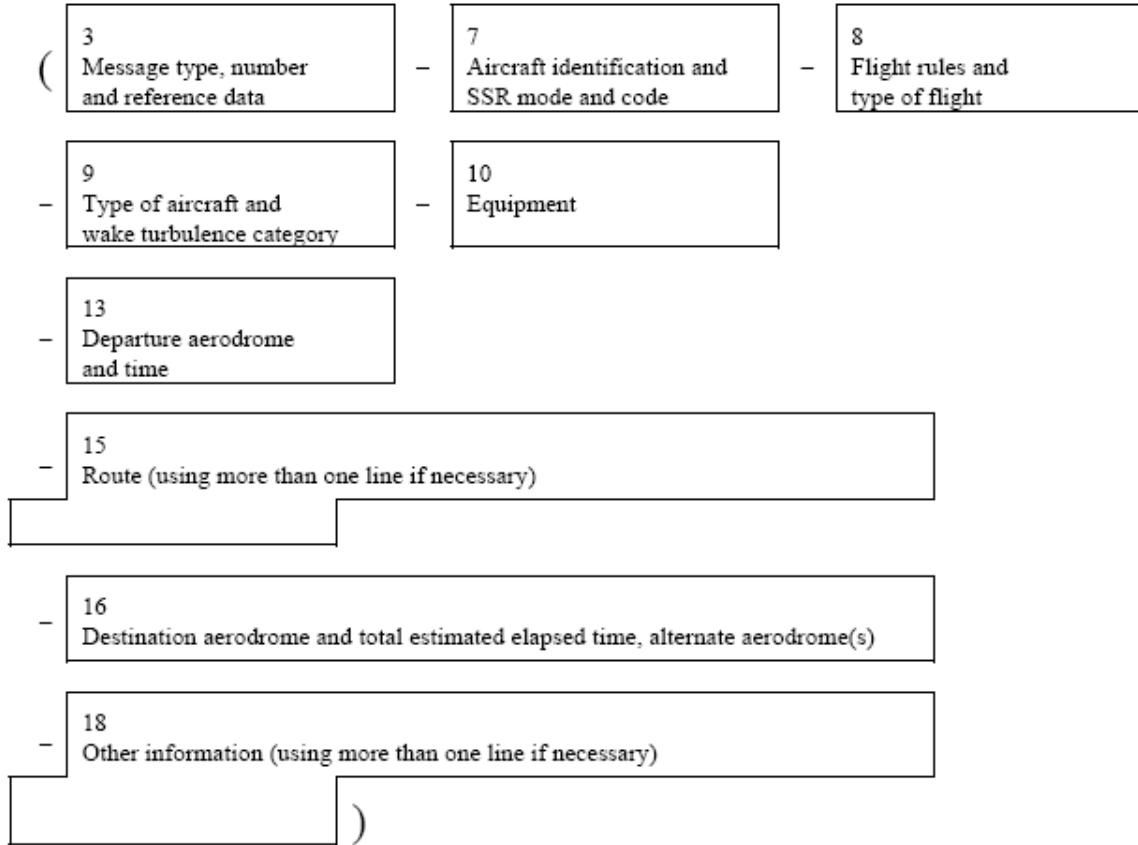 (
3
Message type, number
and reference data
–
7
Aircraft identification and
SSR mode and code
–
8
Flight rules and
type of flight
–
9
Type of aircraft and
wake turbulence category
–
10
Equipment
–
13
Departure aerodrome
and time
–
15
Route (using more than one line if necessary)
–
16
Destination aerodrome and total estimated elapsed time, alternate aerodrome(s)
–
18
Other information (using more than one line if necessary)
)